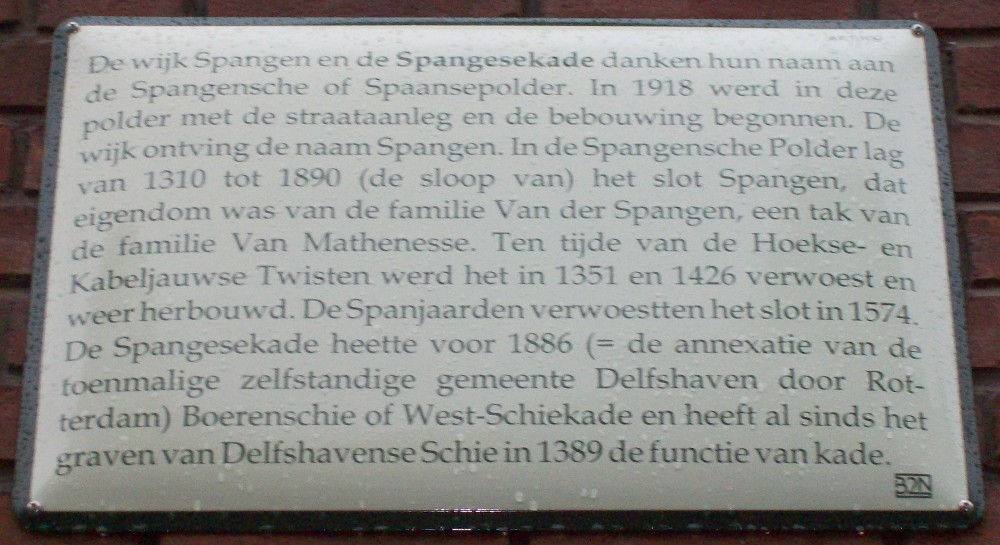 De wijk Spangen en de Spangesekade danken hun naam aan
de Spangensche of Spaansepolder. In 1918 werd in deze
polder met de straataanleg en de bebouwing begonnen. De
wijk ontving de naam Spangen. In de Spangensche Polder lag
van 1310 tot 1890 (de sloop van) het slot Spangen, dat
eigendom was van de familie Van der Spangen, een tak van
de familie Van Mathenesse. Ten tijde van de Hoekse- en
Kabeljauwse Twisten werd het in 1351 en 1426 verwoest en
weer herbouwd. De Spanjaarden verwoestten het slot in 1574.
De Spangesekade heette voor 1886 (= de annexatie van de
toenmalige zelfstandige gemeente Delfshaven door Rot-
terdam) Boerenschie of West-Schiekade en heeft al sinds het
graven van Delfshavense Schie in 1389 de functie van kade.
B2N